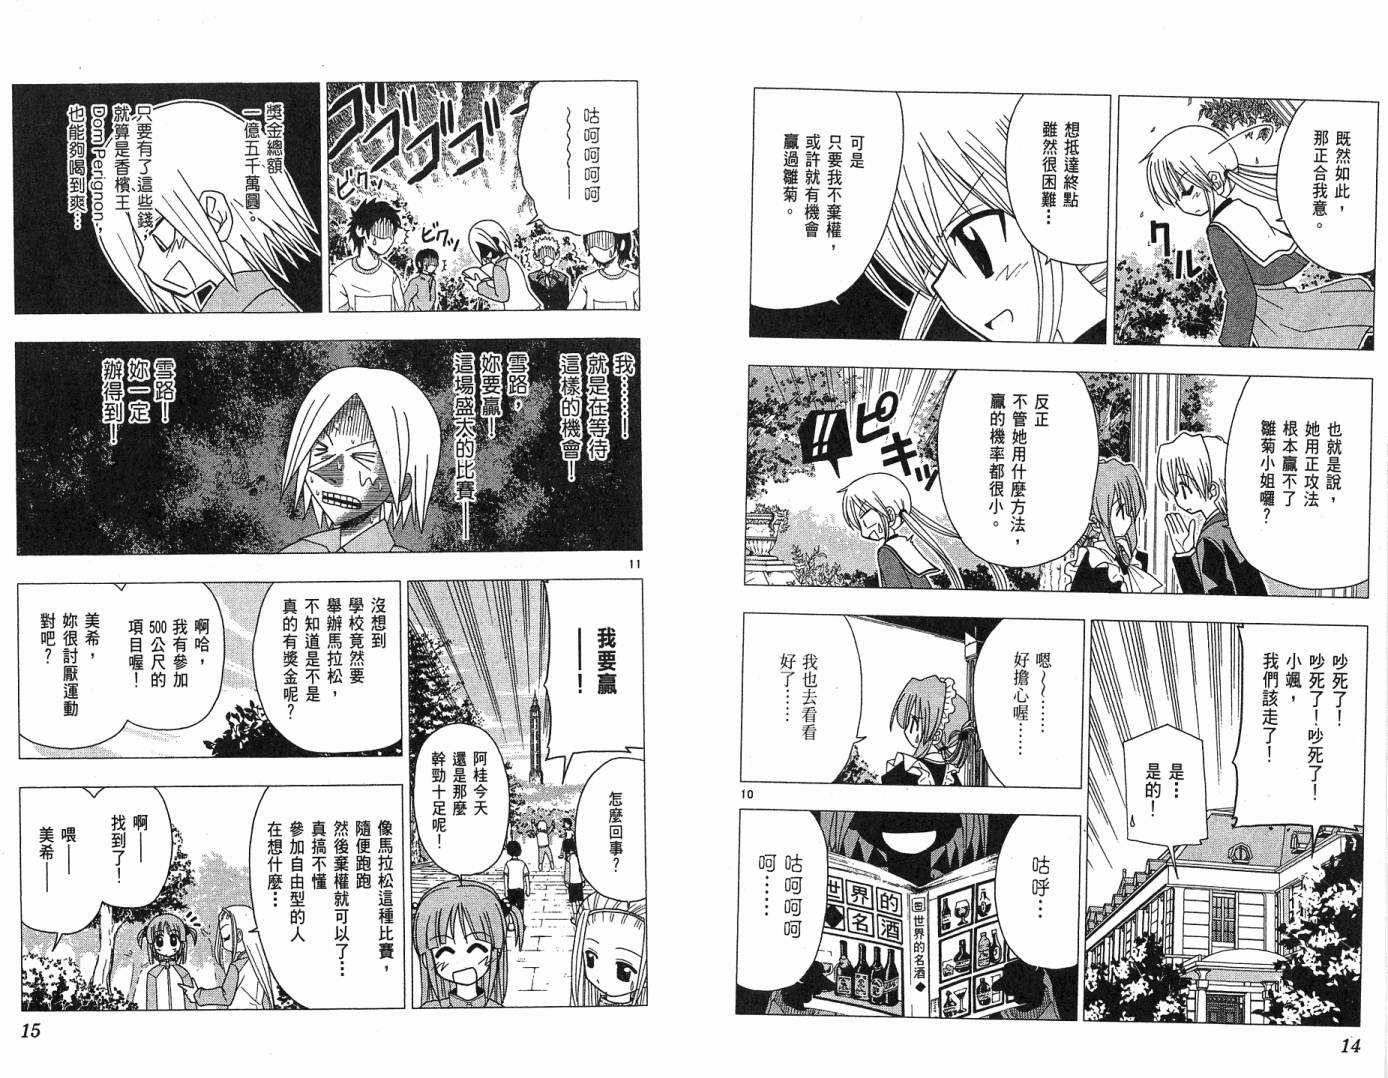 既然如此，
那正合我意。
クル
想抵達終點
雖然很困難…
可是
只要我不棄權，
或許就有機會
贏過雛菊。
也就是說，
她用正攻法
根本贏不了
雛菊小姐囉？
反正
不管她用什麼方法，
贏的機率都很小。
ピキッ
!!
吵死了！
吵死了！吵死了！
小颯，
我們該走了！
是…
是的！
嗯～……
好擔心喔……
我也去看看
好了……
10
咕呼…
咕呵呵呵
呵……
世界的
名酒
世界的名酒
14
咕呵呵呵呵
～～～～——
ゴゴゴゴ
ビクッ
ビクッ
獎金總額
一億五千萬圓。
只要有了這些錢，
就算是香檳王
Dom Perignon，
也能夠喝到爽…
我………！
就是在等待
這樣的機會！
雪路，
妳要贏！
這場盛大的比賽——
雪路！
妳一定
辦得到！
11
我要贏
——！
怎麼回事？
阿桂今天
還是那麼
幹勁十足呢！
沒想到
學校竟然要
舉辦馬拉松，
不知道是不是
真的有獎金呢？
啊哈，
我有參加
500公尺的
項目喔！
美希，
妳很討厭運動
對吧？
像馬拉松這種比賽，
隨便跑跑
然後棄權就可以了…
真搞不懂
參加自由型的人
在想什麼…
啊——
找到了！
喂——
美希——
15